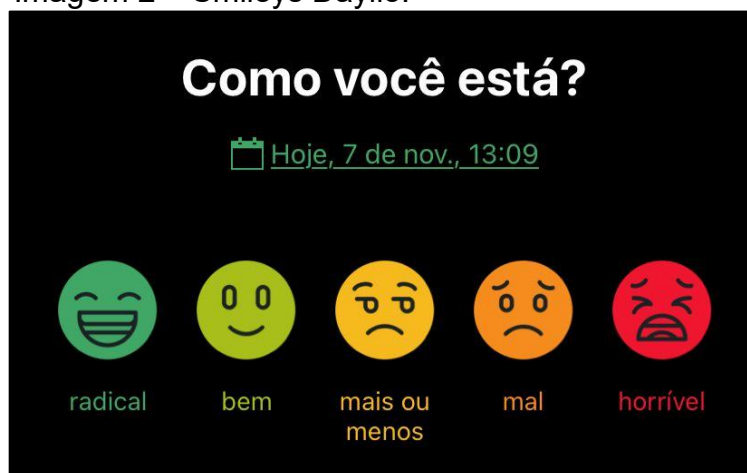 Como você está?
Hoje, 7 de nov., 13:09
radical bem mais ou menos mal horrível